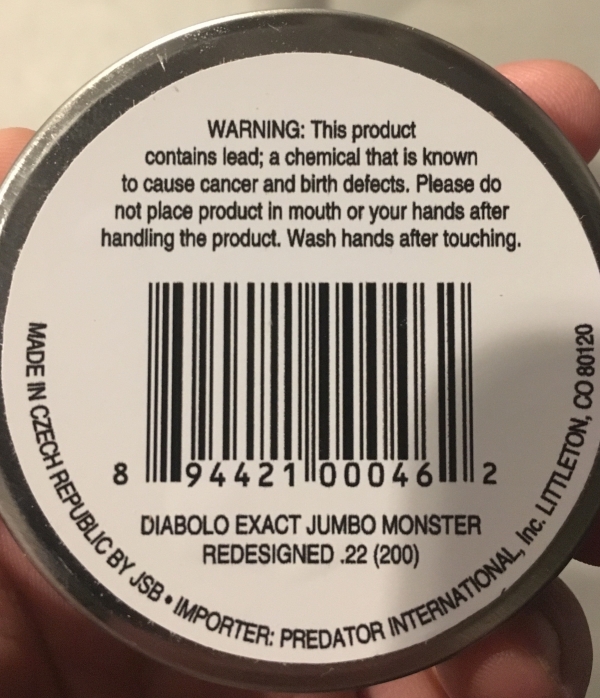 WARNING: This product
contains lead; a chemical that is known
to cause cancer and birth defects. Please do
not place product in mouth or your hands after
handling the product. Wash hands after touching.
8 94421 00046 2
DIABOLO EXACT JUMBO MONSTER
REDESIGNED .22 (200)
MADE IN CZECH REPUBLIC BY JSB • IMPORTER: PREDATOR INTERNATIONAL, Inc. LITTLETON, CO 80120